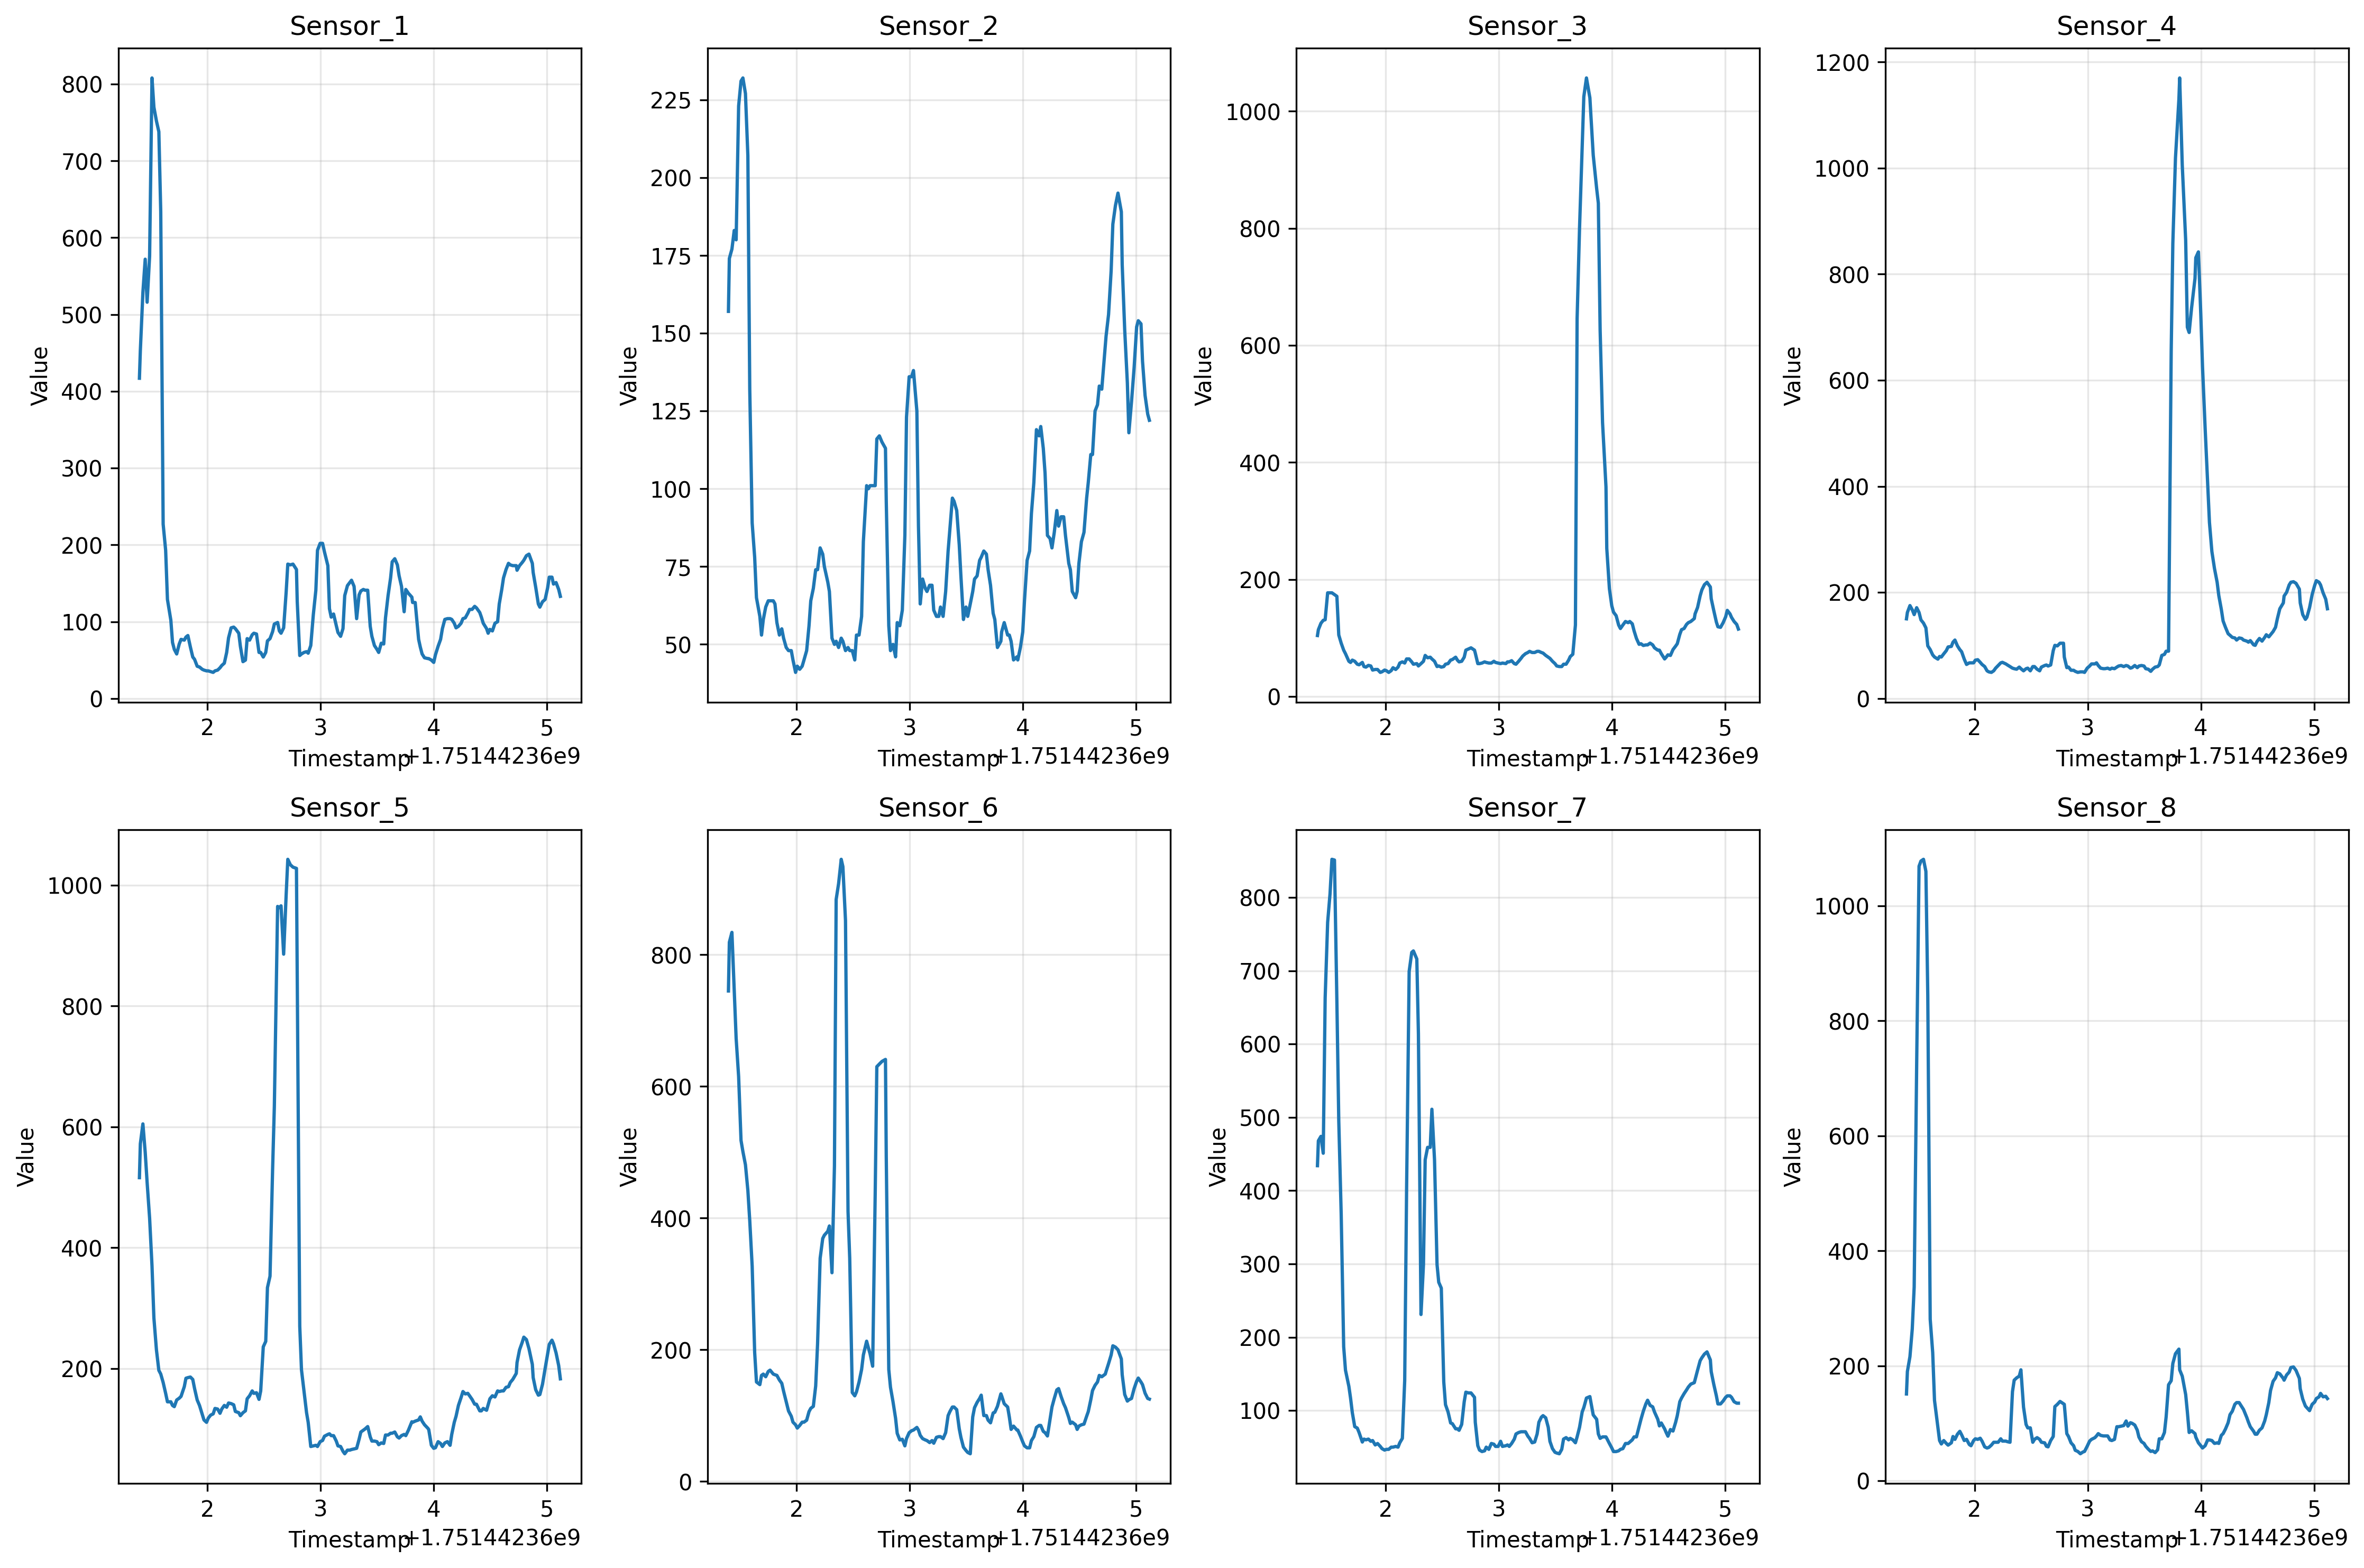 Sensor_1
800
700
600
500
400
300
200
100
0
Value
2 3 4 5
Timestamp
+1.75144236e9
Sensor_2
225
200
175
150
125
100
75
50
Value
2 3 4 5
Timestamp
+1.75144236e9
Sensor_3
1000
800
600
400
200
0
Value
2 3 4 5
Timestamp
+1.75144236e9
Sensor_4
1200
1000
800
600
400
200
0
Value
2 3 4 5
Timestamp
+1.75144236e9
Sensor_5
1000
800
600
400
200
Value
2 3 4 5
Timestamp
+1.75144236e9
Sensor_6
800
600
400
200
0
Value
2 3 4 5
Timestamp
+1.75144236e9
Sensor_7
800
700
600
500
400
300
200
100
Value
2 3 4 5
Timestamp
+1.75144236e9
Sensor_8
1000
800
600
400
200
0
Value
2 3 4 5
Timestamp
+1.75144236e9